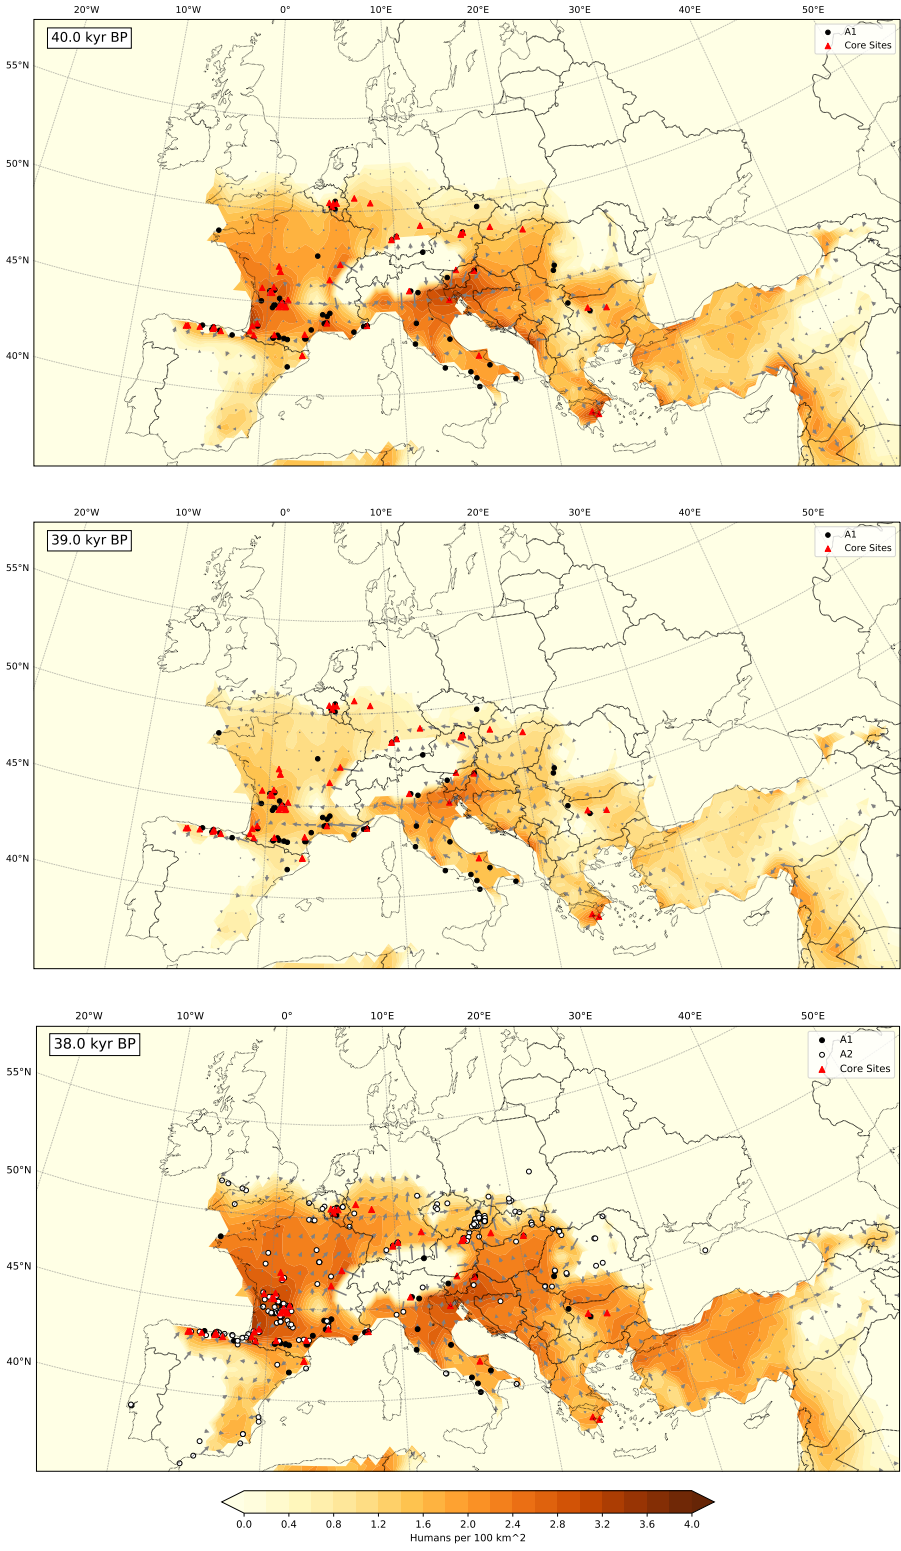 20°W 10°W 0° 10°E 20°E 30°E 40°E 50°E
40.0 kyr BP
A1
Core Sites
55°N
50°N
45°N
40°N
20°W 10°W 0° 10°E 20°E 30°E 40°E 50°E
39.0 kyr BP
A1
Core Sites
55°N
50°N
45°N
40°N
20°W 10°W 0° 10°E 20°E 30°E 40°E 50°E
38.0 kyr BP
A1
A2
Core Sites
55°N
50°N
45°N
40°N
0.0 0.4 0.8 1.2 1.6 2.0 2.4 2.8 3.2 3.6 4.0
Humans per 100 km^2